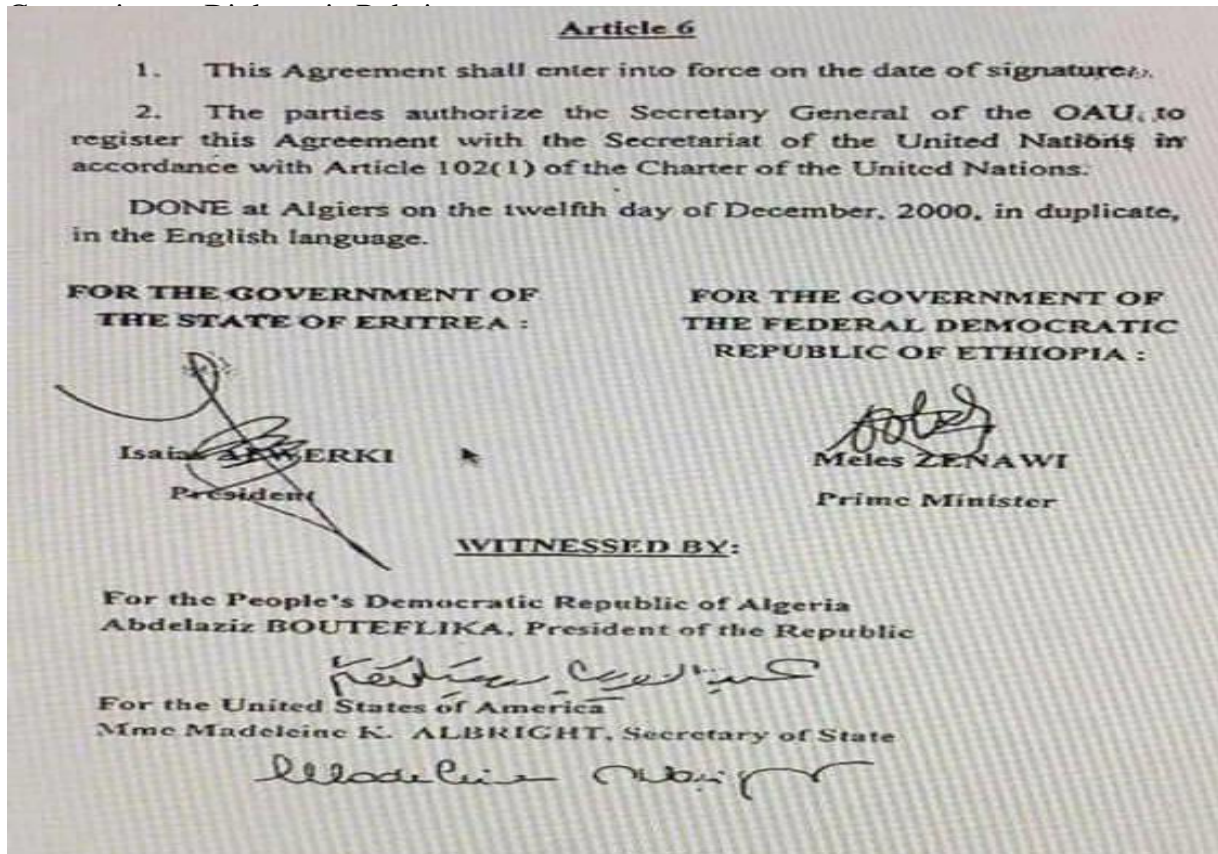 Article 6
1. This Agreement shall enter into force on the date of signature.
2. The parties authorize the Secretary General of the OAU, to
register this Agreement with the Secretariat of the United Nations in
accordance with Article 102(1) of the Charter of the United Nations.
DONE at Algiers on the twelfth day of December, 2000, in duplicate,
in the English language.
FOR THE GOVERNMENT OF
THE STATE OF ERITREA :
FOR THE GOVERNMENT OF
THE FEDERAL DEMOCRATIC
REPUBLIC OF ETHIOPIA :
Isaias AFWERKI
President
Meles ZENAWI
Prime Minister
WITNESSED BY:
For the People's Democratic Republic of Algeria
Abdelaziz BOUTEFLIKA, President of the Republic
For the United States of America
Mme Madeleine K. ALBRIGHT, Secretary of State